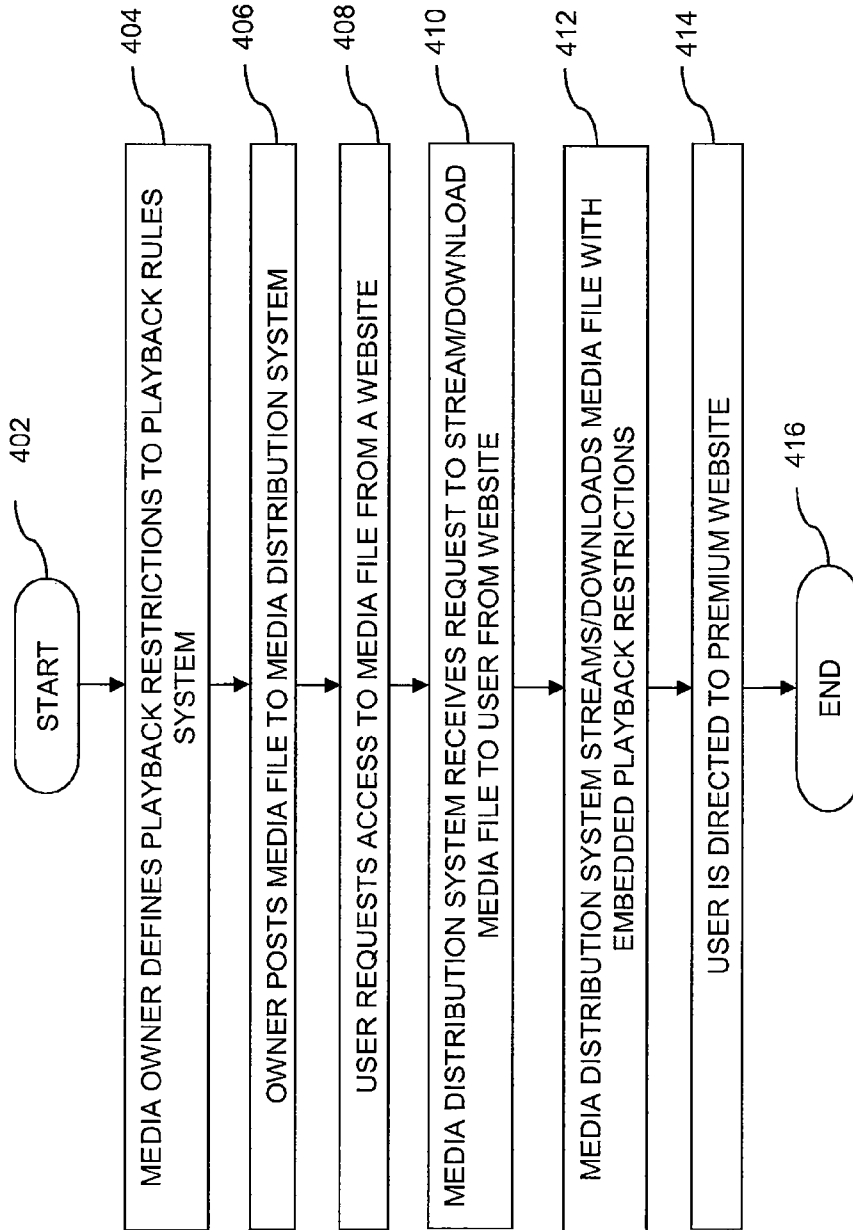 START
402
MEDIA OWNER DEFINES PLAYBACK RESTRICTIONS TO PLAYBACK RULES
SYSTEM
404
OWNER POSTS MEDIA FILE TO MEDIA DISTRIBUTION SYSTEM
406
USER REQUESTS ACCESS TO MEDIA FILE FROM A WEBSITE
408
MEDIA DISTRIBUTION SYSTEM RECEIVES REQUEST TO STREAM/DOWNLOAD
MEDIA FILE TO USER FROM WEBSITE
410
MEDIA DISTRIBUTION SYSTEM STREAMS/DOWNLOADS MEDIA FILE WITH
EMBEDDED PLAYBACK RESTRICTIONS
412
USER IS DIRECTED TO PREMIUM WEBSITE
414
END
416